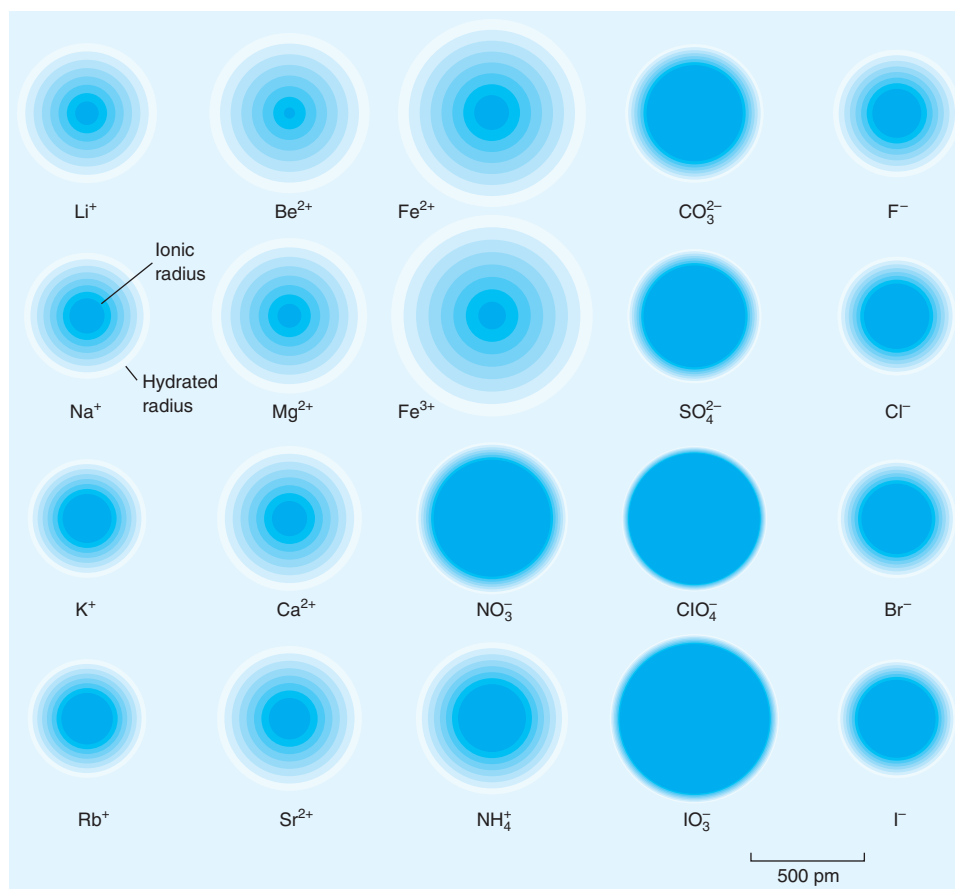 Li⁺ Be²⁺ Fe²⁺ CO₃²⁻ F⁻
Ionic
radius
Hydrated
radius
Na⁺ Mg²⁺ Fe³⁺ SO₄²⁻ Cl⁻
K⁺ Ca²⁺ NO₃⁻ ClO₄⁻ Br⁻
Rb⁺ Sr²⁺ NH₄⁺ IO₃⁻ I⁻
500 pm